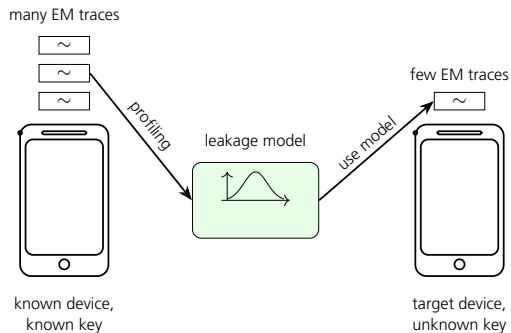 many EM traces
~
~
~
profiling
leakage model
use model
few EM traces
~
known device,
known key
target device,
unknown key